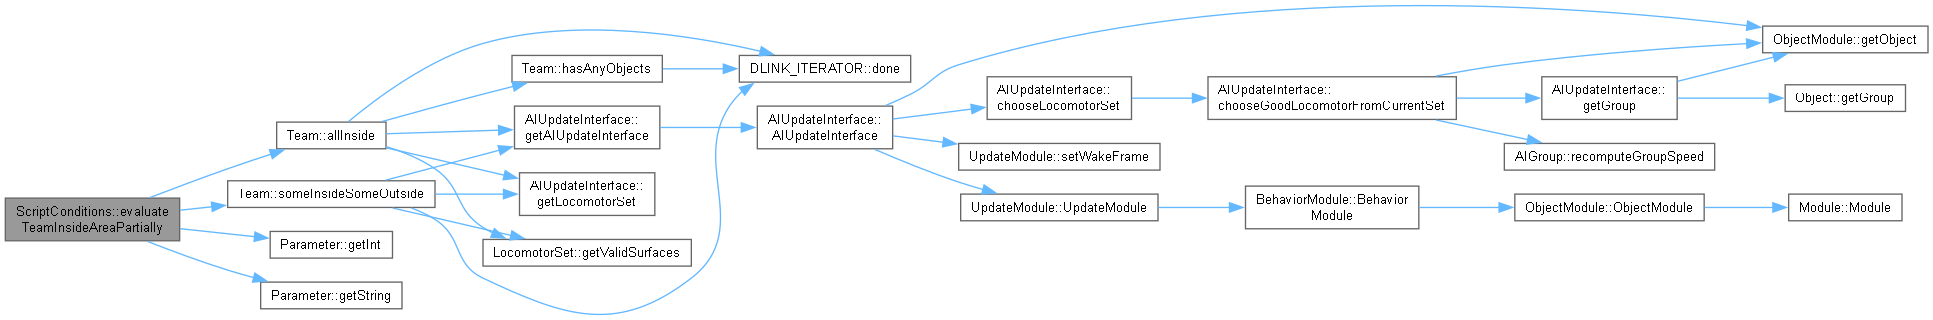 ScriptConditions::evaluate
TeamInsideAreaPartially
Team::allInside
Team::someInsideSomeOutside
Parameter::getInt
Parameter::getString
Team::hasAnyObjects
AIUpdateInterface::
getAIUpdateInterface
AIUpdateInterface::
getLocomotorSet
LocomotorSet::getValidSurfaces
DLINK_ITERATOR::done
AIUpdateInterface::
AIUpdateInterface
AIUpdateInterface::
chooseLocomotorSet
UpdateModule::setWakeFrame
UpdateModule::UpdateModule
AIUpdateInterface::
chooseGoodLocomotorFromCurrentSet
BehaviorModule::Behavior
Module
AIUpdateInterface::
getGroup
AIGroup::recomputeGroupSpeed
ObjectModule::ObjectModule
ObjectModule::getObject
Object::getGroup
Module::Module